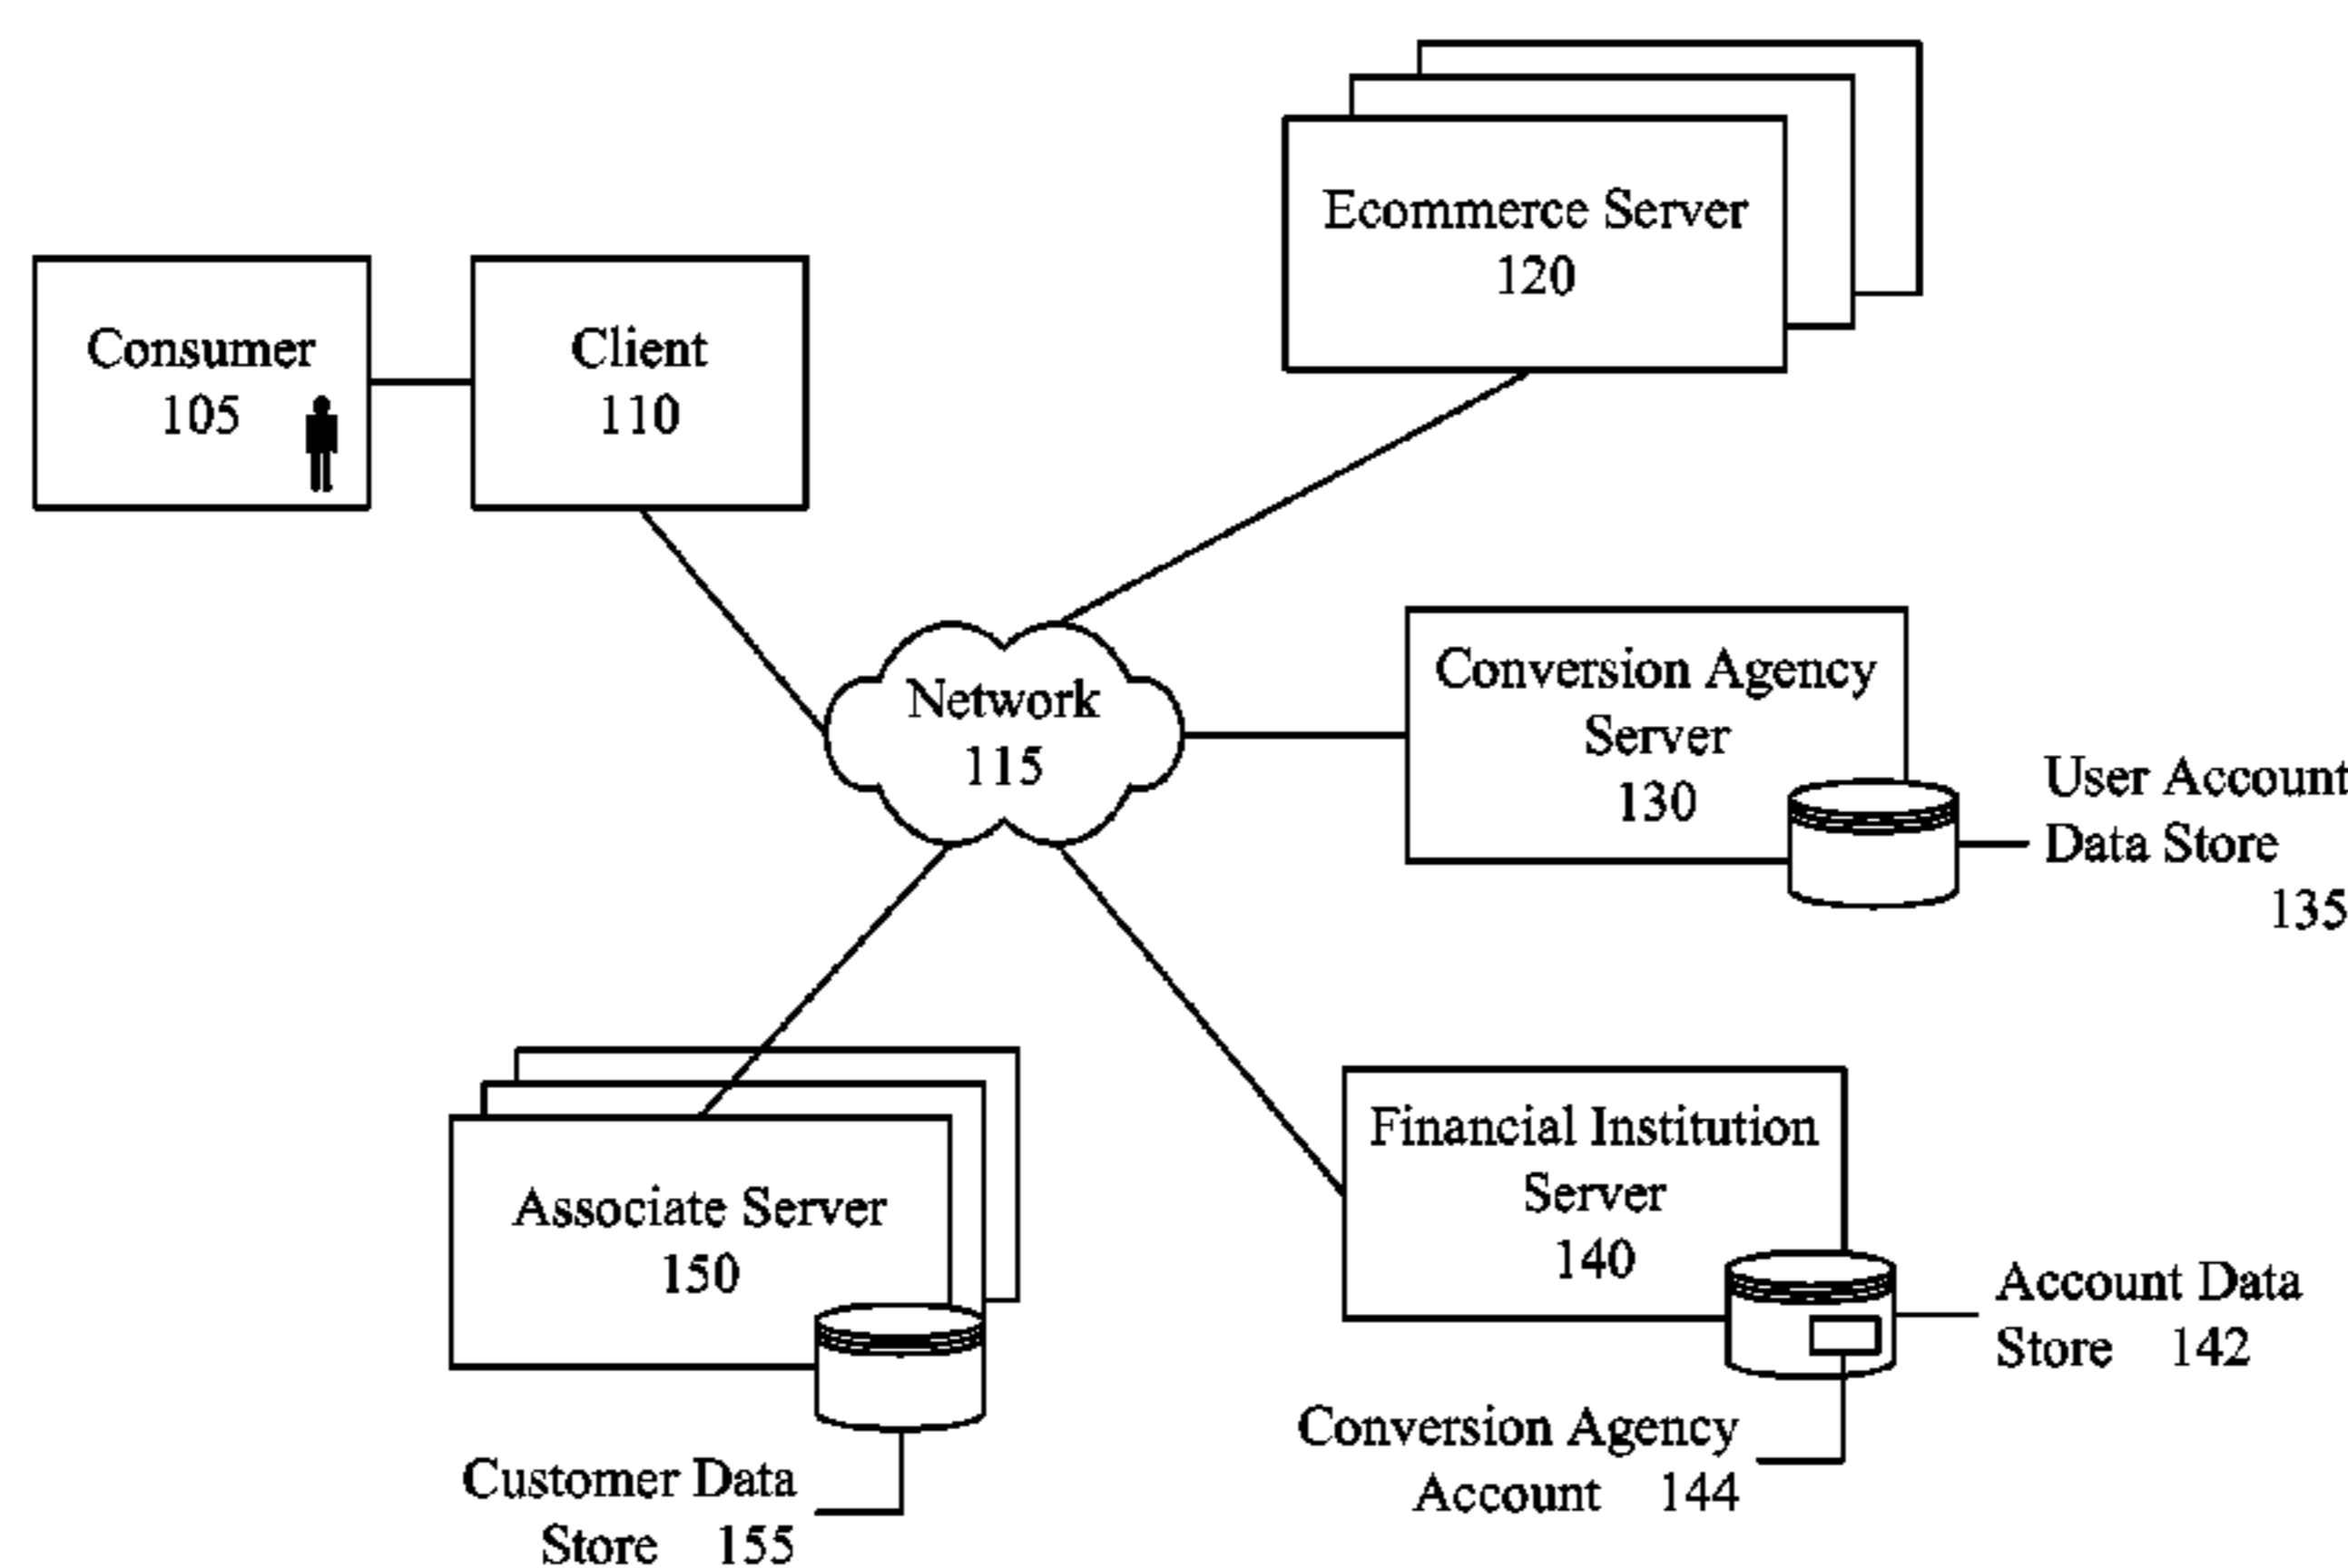 Ecommerce Server
120
Consumer
105
Client
110
Network
115
Conversion Agency
Server
130
User Account
Data Store
135
Associate Server
150
Customer Data
Store 155
Financial Institution
Server
140
Account Data
Store 142
Conversion Agency
Account 144